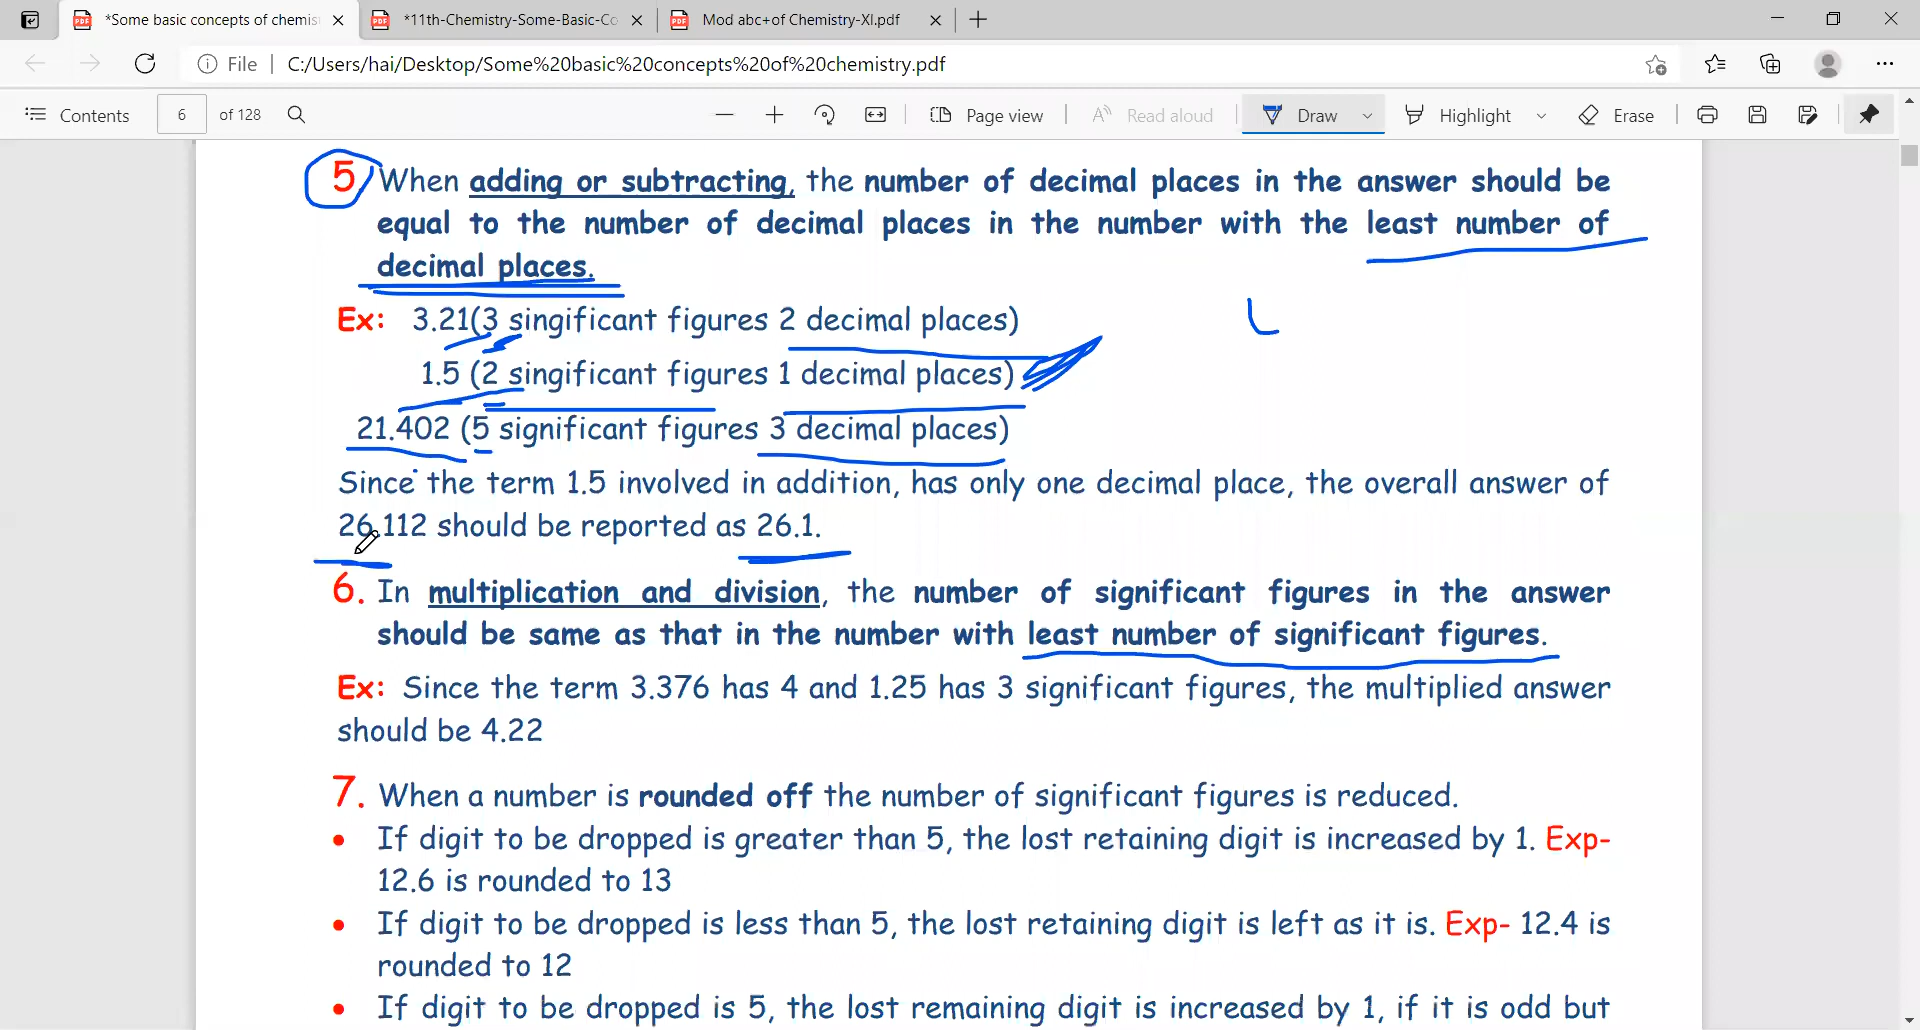 *Some basic concepts of chemis
*11th-Chemistry-Some-Basic-Co
Mod abc+of Chemistry-XI.pdf
File
C:/Users/hai/Desktop/Some%20basic%20concepts%20of%20chemistry.pdf
Contents
6
of 128
Page view
Read aloud
Draw
Highlight
Erase
5 When adding or subtracting, the number of decimal places in the answer should be
equal to the number of decimal places in the number with the least number of
decimal places.
Ex: 3.21(3 singificant figures 2 decimal places)
1.5 (2 singificant figures 1 decimal places)
21.402 (5 significant figures 3 decimal places)
Since the term 1.5 involved in addition, has only one decimal place, the overall answer of
26.112 should be reported as 26.1.
6. In multiplication and division, the number of significant figures in the answer
should be same as that in the number with least number of significant figures.
Ex: Since the term 3.376 has 4 and 1.25 has 3 significant figures, the multiplied answer
should be 4.22
7. When a number is rounded off the number of significant figures is reduced.
• If digit to be dropped is greater than 5, the lost retaining digit is increased by 1. Exp-
12.6 is rounded to 13
• If digit to be dropped is less than 5, the lost retaining digit is left as it is. Exp- 12.4 is
rounded to 12
• If digit to be dropped is 5, the lost remaining digit is increased by 1, if it is odd but